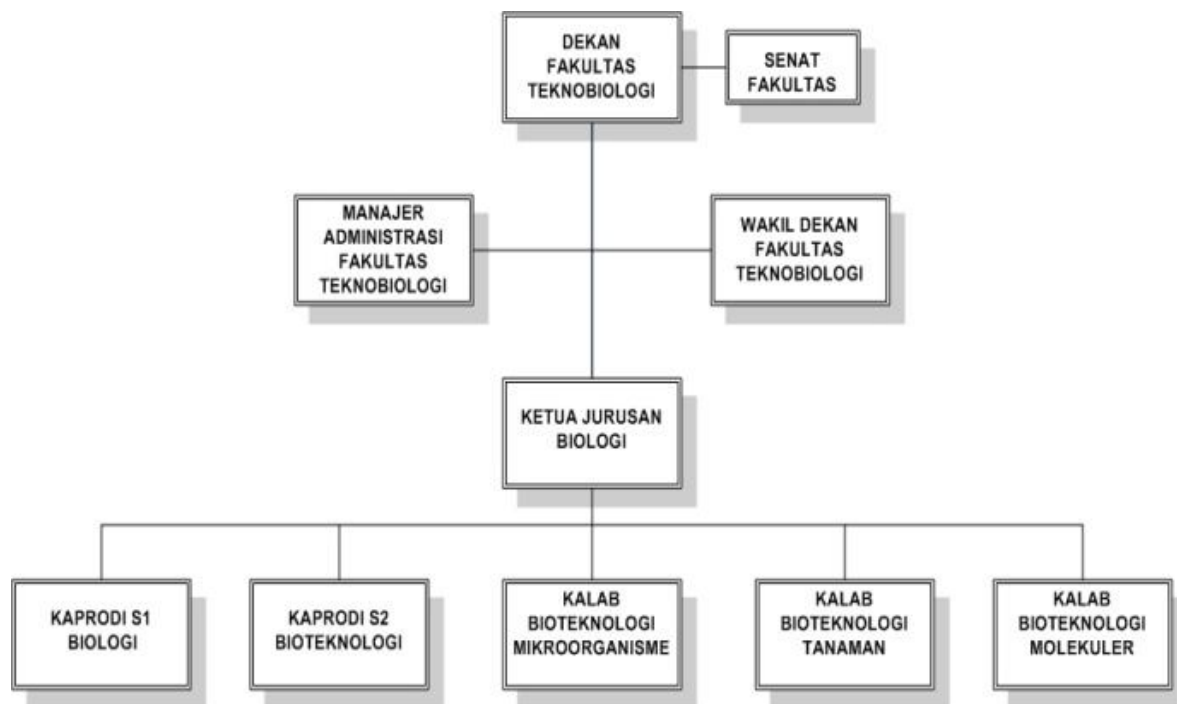 DEKAN
FAKULTAS
TEKNOBIOLOGI
SENAT
FAKULTAS
MANAJER
ADMINISTRASI
FAKULTAS
TEKNOBIOLOGI
WAKIL DEKAN
FAKULTAS
TEKNOBIOLOGI
KETUA JURUSAN
BIOLOGI
KAPRODI S1
BIOLOGI
KAPRODI S2
BIOTEKNOLOGI
KALAB
BIOTEKNOLOGI
MIKROORGANISME
KALAB
BIOTEKNOLOGI
TANAMAN
KALAB
BIOTEKNOLOGI
MOLEKULER